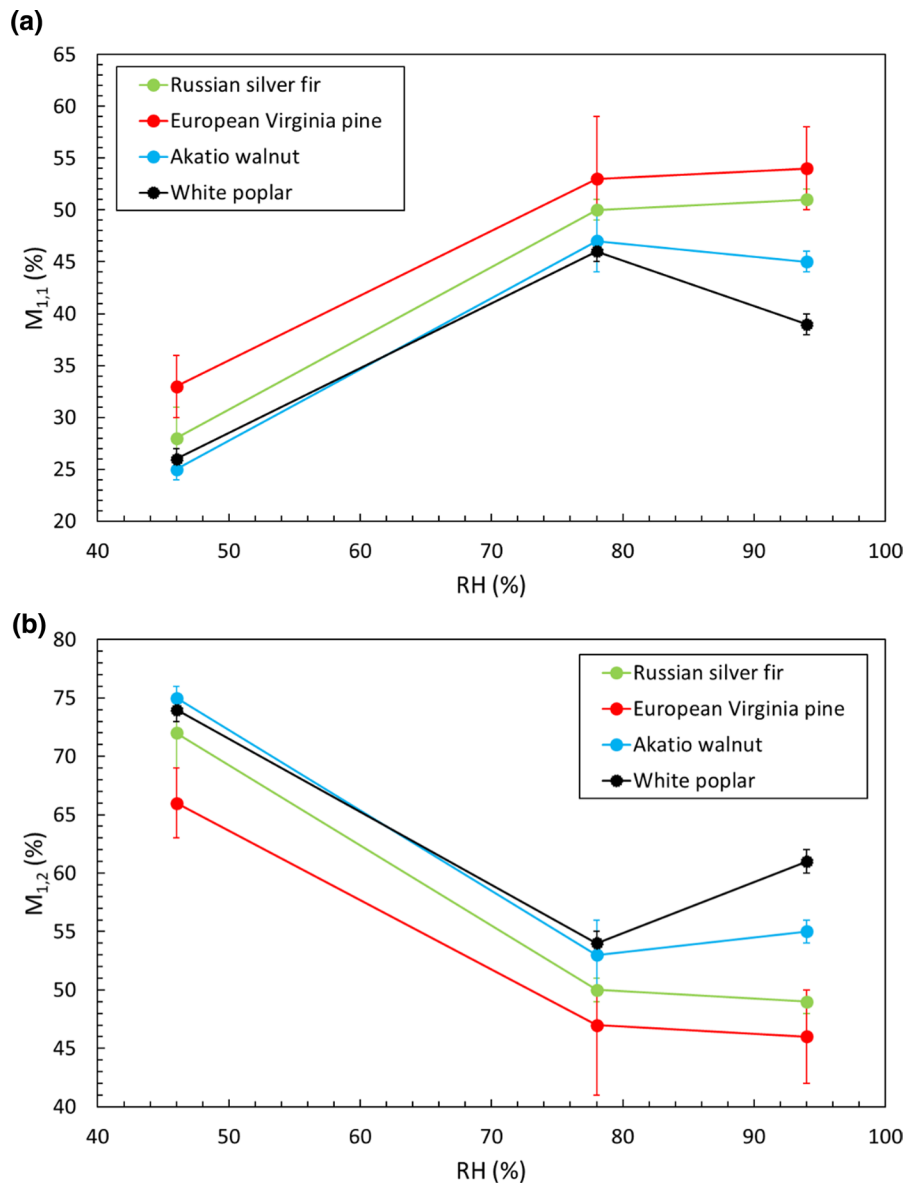 (a)
65
60
55
50
45
40
35
30
25
20
M1,1 (%)
Russian silver fir
European Virginia pine
Akatio walnut
White poplar
40 50 60 70 80 90 100
RH (%)
(b)
80
75
70
65
60
55
50
45
40
M1,2 (%)
Russian silver fir
European Virginia pine
Akatio walnut
White poplar
40 50 60 70 80 90 100
RH (%)